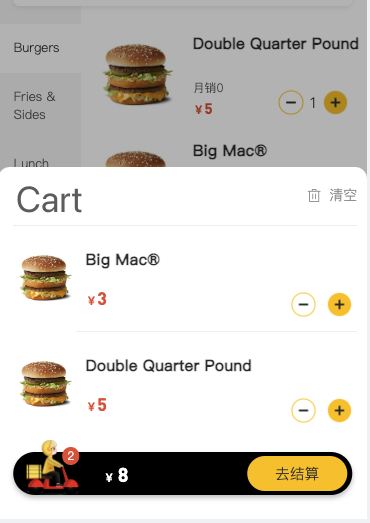 Burgers
Double Quarter Pound
月销0
¥5
1
Fries &
Sides
Big Mac®
Lunch
Cart
清空
Big Mac®
¥3
Double Quarter Pound
¥5
2
¥ 8
去结算